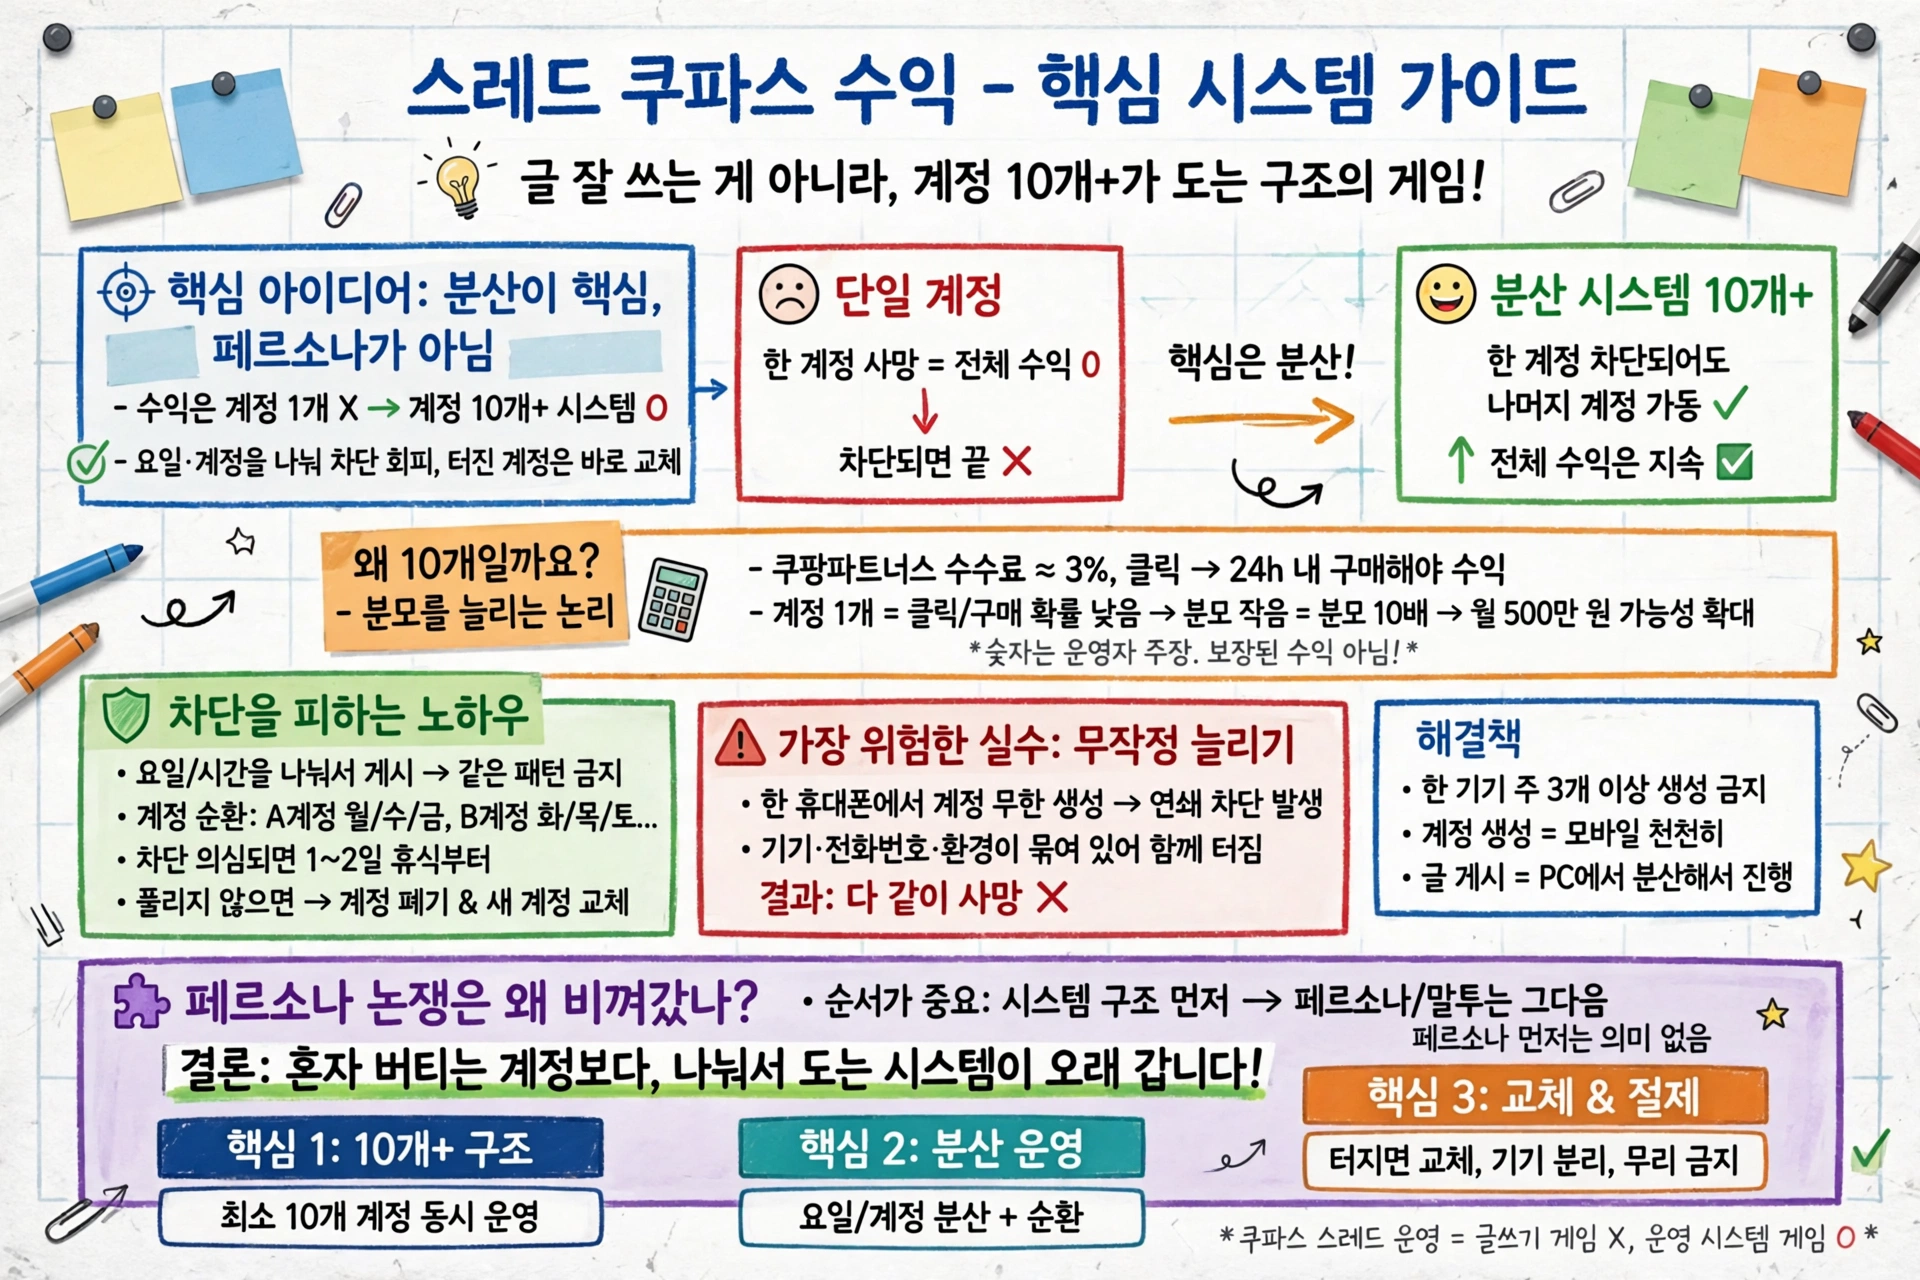 스레드 쿠파스 수익 - 핵심 시스템 가이드
글 잘 쓰는 게 아니라, 계정 10개+가 도는 구조의 게임!
핵심 아이디어: 분산이 핵심,
페르소나가 아님
- 수익은 계정 1개 X → 계정 10개+ 시스템 O
- 요일·계정을 나눠 차단 회피, 터진 계정은 바로 교체
단일 계정
한 계정 사망 = 전체 수익 0
차단되면 끝 ✕
핵심은 분산!
분산 시스템 10개+
한 계정 차단되어도
나머지 계정 가동 ✓
↑ 전체 수익은 지속 ✓
왜 10개일까요?
- 분모를 늘리는 논리
- 쿠팡파트너스 수수료 ≈ 3%, 클릭 → 24h 내 구매해야 수익
- 계정 1개 = 클릭/구매 확률 낮음 → 분모 작음 = 분모 10배 → 월 500만 원 가능성 확대
*숫자는 운영자 주장. 보장된 수익 아님!*
차단을 피하는 노하우
• 요일/시간을 나눠서 게시 → 같은 패턴 금지
• 계정 순환: A계정 월/수/금, B계정 화/목/토...
• 차단 의심되면 1~2일 휴식부터
• 풀리지 않으면 → 계정 폐기 & 새 계정 교체
가장 위험한 실수: 무작정 늘리기
• 한 휴대폰에서 계정 무한 생성 → 연쇄 차단 발생
• 기기·전화번호·환경이 묶여 있어 함께 터짐
결과: 다 같이 사망 ✕
해결책
• 한 기기 주 3개 이상 생성 금지
• 계정 생성 = 모바일 천천히
• 글 게시 = PC에서 분산해서 진행
페르소나 논쟁은 왜 비껴갔나?
• 순서가 중요: 시스템 구조 먼저 → 페르소나/말투는 그다음
페르소나 먼저는 의미 없음
결론: 혼자 버티는 계정보다, 나눠서 도는 시스템이 오래 갑니다!
핵심 1: 10개+ 구조
최소 10개 계정 동시 운영
핵심 2: 분산 운영
요일/계정 분산 + 순환
핵심 3: 교체 & 절제
터지면 교체, 기기 분리, 무리 금지
*쿠파스 스레드 운영 = 글쓰기 게임 X, 운영 시스템 게임 O*